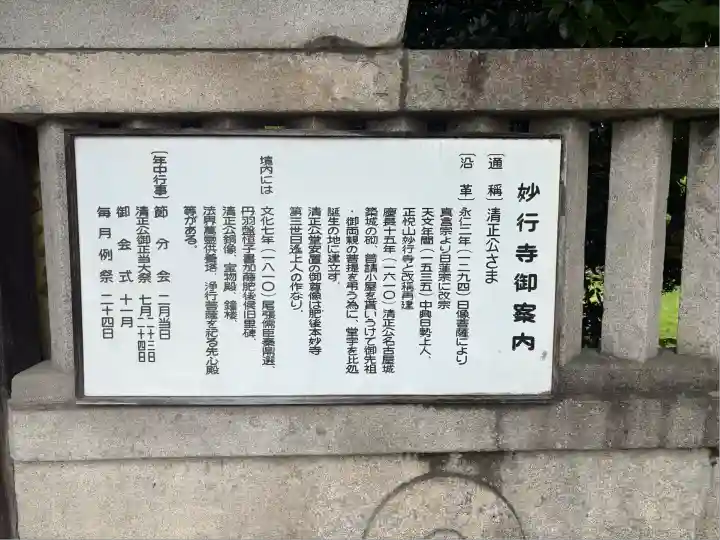 妙行寺御案内
〔通称〕清正公さま
〔沿革〕永仁二年(一二九四)日像菩薩により
真言宗より日蓮宗に改宗
天文年間(一五三五)中興日勢上人、
正悦山妙行寺と改稱再建
慶長十五年(一六一〇)清正公名古屋城
築城の砌、普請小屋を貰いうけて御先祖
・御両親の菩提を弔う為に、堂宇を此処
誕生の地に建立す。
清正公堂安置の御尊像は肥後本妙寺
第三世日遙上人の作なり。
境内には 文化七年(一八一〇)尾張儒臣秦鼎選、
丹羽盤桓子書加藤肥後侯旧里碑、
清正公銅像、宝物殿、鐘楼、
法界萬霊供養塔、浄行菩薩を祀る先心殿
等がある。
〔年中行事〕節分会 二月当日
清正公御正当大祭 七月二十三日 二十四日
御会式 十一月
毎月例祭 二十四日